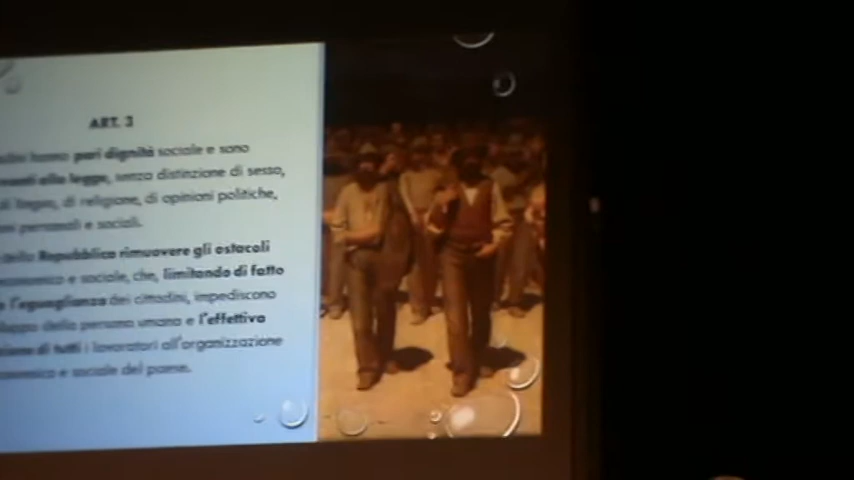 ART. 3
hanno pari dignità sociale e sono
alla legge, senza distinzione di sesso,
di lingua, di religione, di opinioni politiche,
personali e sociali.
della Repubblica rimuovere gli ostacoli
economico e sociale, che, limitando di fatto
l'eguaglianza dei cittadini, impediscono
della persona umana e l'effettiva
di tutti i lavoratori all'organizzazione
e sociale del paese.